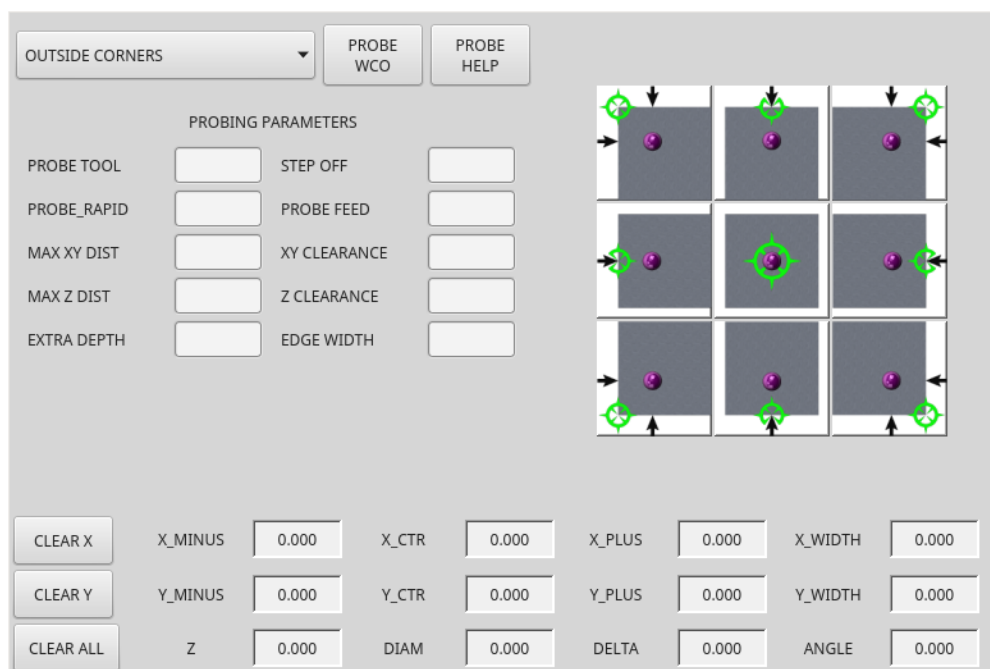 OUTSIDE CORNERS
PROBE
WCO
PROBE
HELP
PROBING PARAMETERS
PROBE TOOL STEP OFF
PROBE_RAPID PROBE FEED
MAX XY DIST XY CLEARANCE
MAX Z DIST Z CLEARANCE
EXTRA DEPTH EDGE WIDTH
CLEAR X X_MINUS 0.000 X_CTR 0.000 X_PLUS 0.000 X_WIDTH 0.000
CLEAR Y Y_MINUS 0.000 Y_CTR 0.000 Y_PLUS 0.000 Y_WIDTH 0.000
CLEAR ALL Z 0.000 DIAM 0.000 DELTA 0.000 ANGLE 0.000